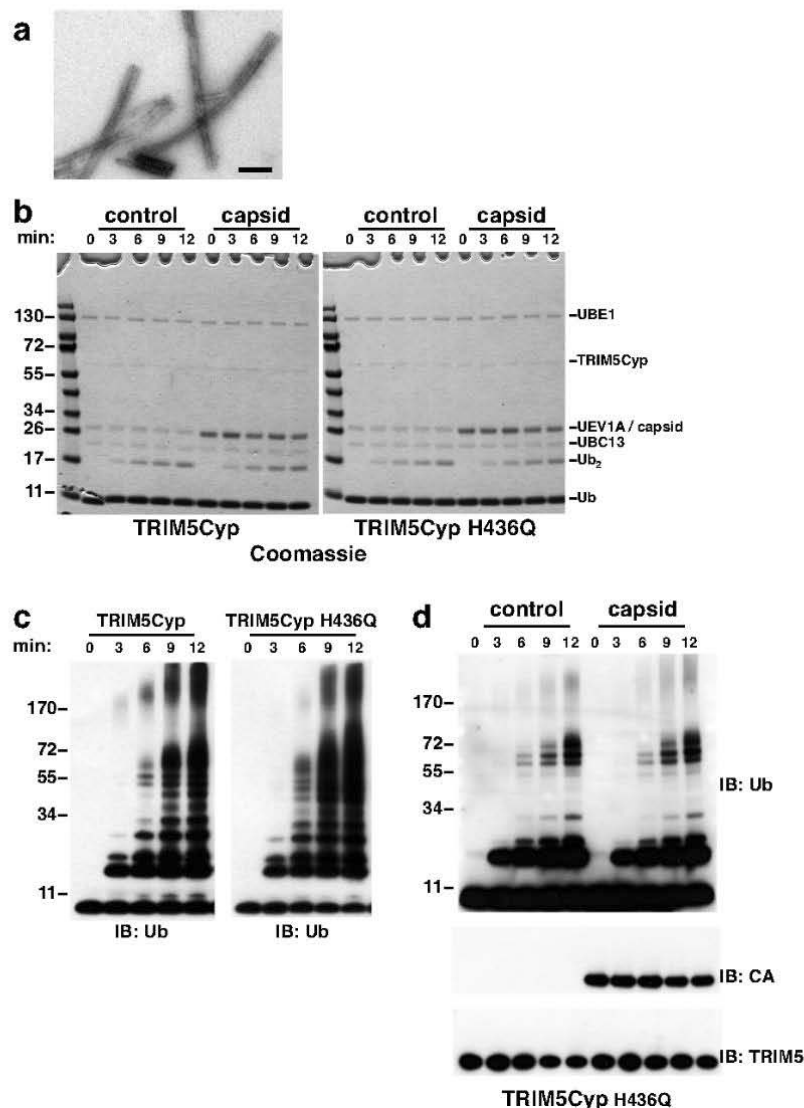 a
b
control capsid control capsid
min: 0 3 6 9 12 0 3 6 9 12 0 3 6 9 12 0 3 6 9 12
130
72
55
34
26
17
11
UBE1
TRIM5Cyp
UEV1A / capsid
UBC13
Ub₂
Ub
TRIM5Cyp TRIM5Cyp H436Q
Coomassie
c
TRIM5Cyp TRIM5Cyp H436Q
min: 0 3 6 9 12 0 3 6 9 12
170
72
55
34
11
IB: Ub IB: Ub
d
control capsid
0 3 6 9 12 0 3 6 9 12
170
72
55
34
11
IB: Ub
IB: CA
IB: TRIM5
TRIM5Cyp H436Q